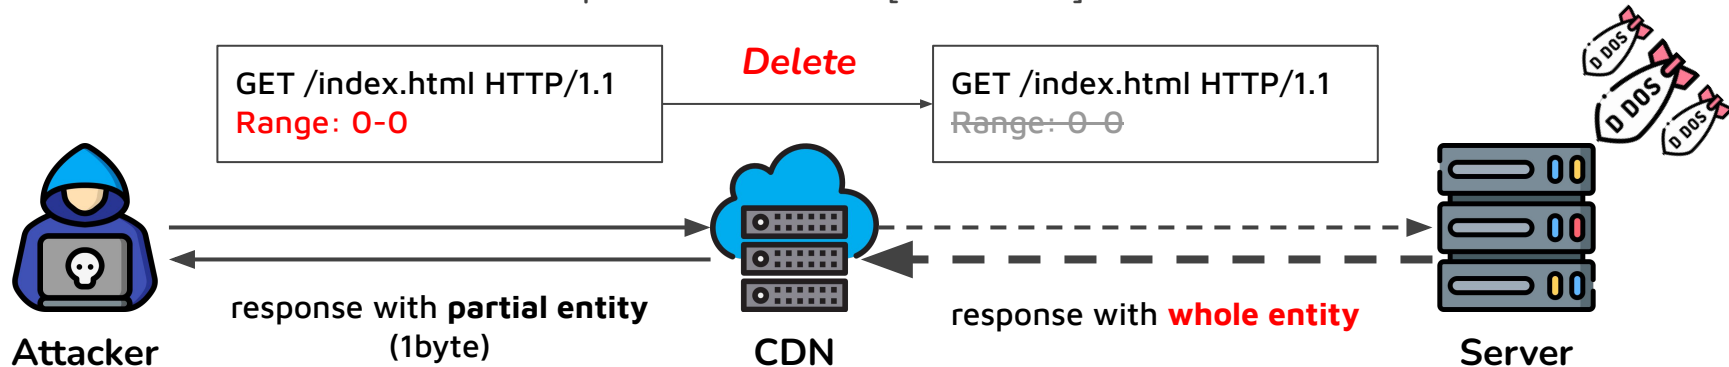 Delete
GET /index.html HTTP/1.1
Range: 0-0
GET /index.html HTTP/1.1
Range: 0-0
D DOS
D DOS
D DOS
response with partial entity
(1byte)
response with whole entity
Attacker
CDN
Server